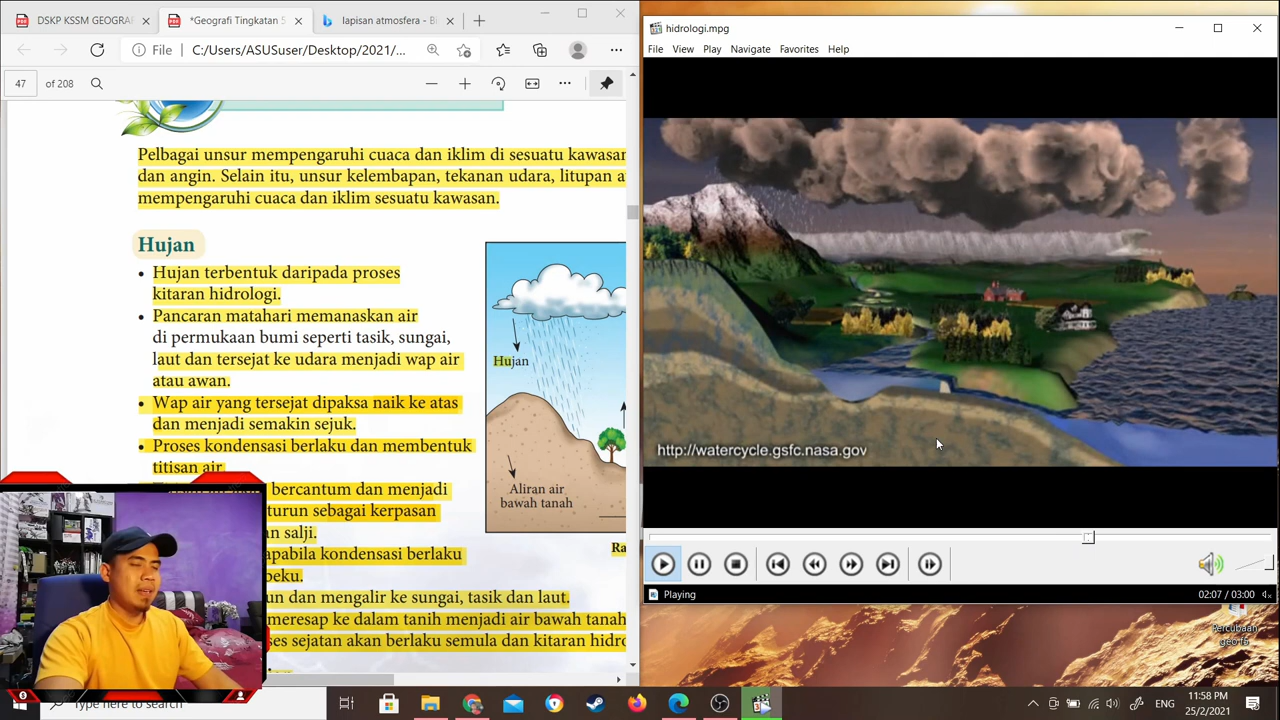 DSKP KSSM GEOGRAF
*Geografi Tingkatan 5
lapisan atmosfera - Bi
File
C:/Users/ASUSuser/Desktop/2021/...
47 of 208
Pelbagai unsur mempengaruhi cuaca dan iklim di sesuatu kawasan
dan angin. Selain itu, unsur kelembapan, tekanan udara, litupan a
mempengaruhi cuaca dan iklim sesuatu kawasan.
Hujan
• Hujan terbentuk daripada proses
kitaran hidrologi.
• Pancaran matahari memanaskan air
di permukaan bumi seperti tasik, sungai,
laut dan tersejat ke udara menjadi wap air
atau awan.
• Wap air yang tersejat dipaksa naik ke atas
dan menjadi semakin sejuk.
• Proses kondensasi berlaku dan membentuk
titisan air
bercantum dan menjadi
turun sebagai kerpasan
n salji.
apabila kondensasi berlaku
beku.
un dan mengalir ke sungai, tasik dan laut.
meresap ke dalam tanih menjadi air bawah tanah
ses sejatan akan berlaku semula dan kitaran hidro
Hujan
Aliran air
bawah tanah
Ra
hidrologi.mpg
File View Play Navigate Favorites Help
http://watercycle.gsfc.nasa.gov
Playing
02:07 / 03:00
Percubaan
geo f5
Type here to search
ENG
11:58 PM
25/2/2021